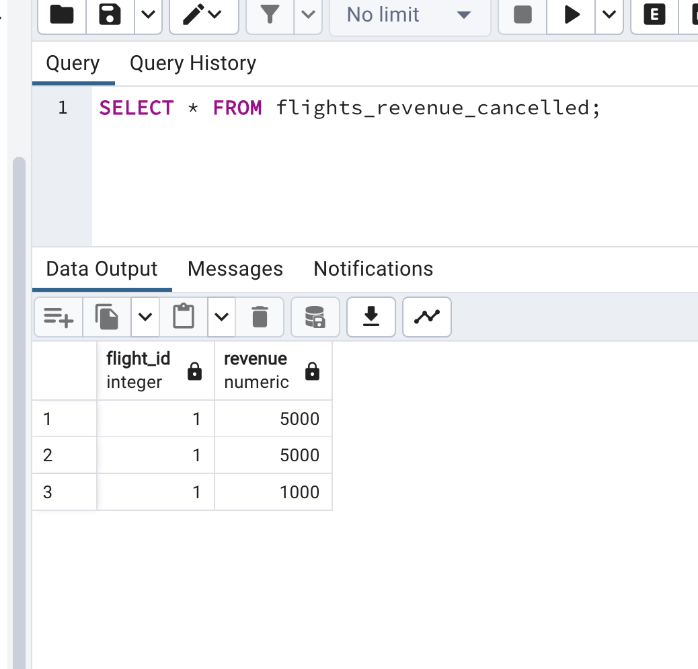 No limit
E
Query Query History
1 SELECT * FROM flights_revenue_cancelled;
Data Output Messages Notifications
flight_id revenue
integer numeric
1 1 5000
2 1 5000
3 1 1000